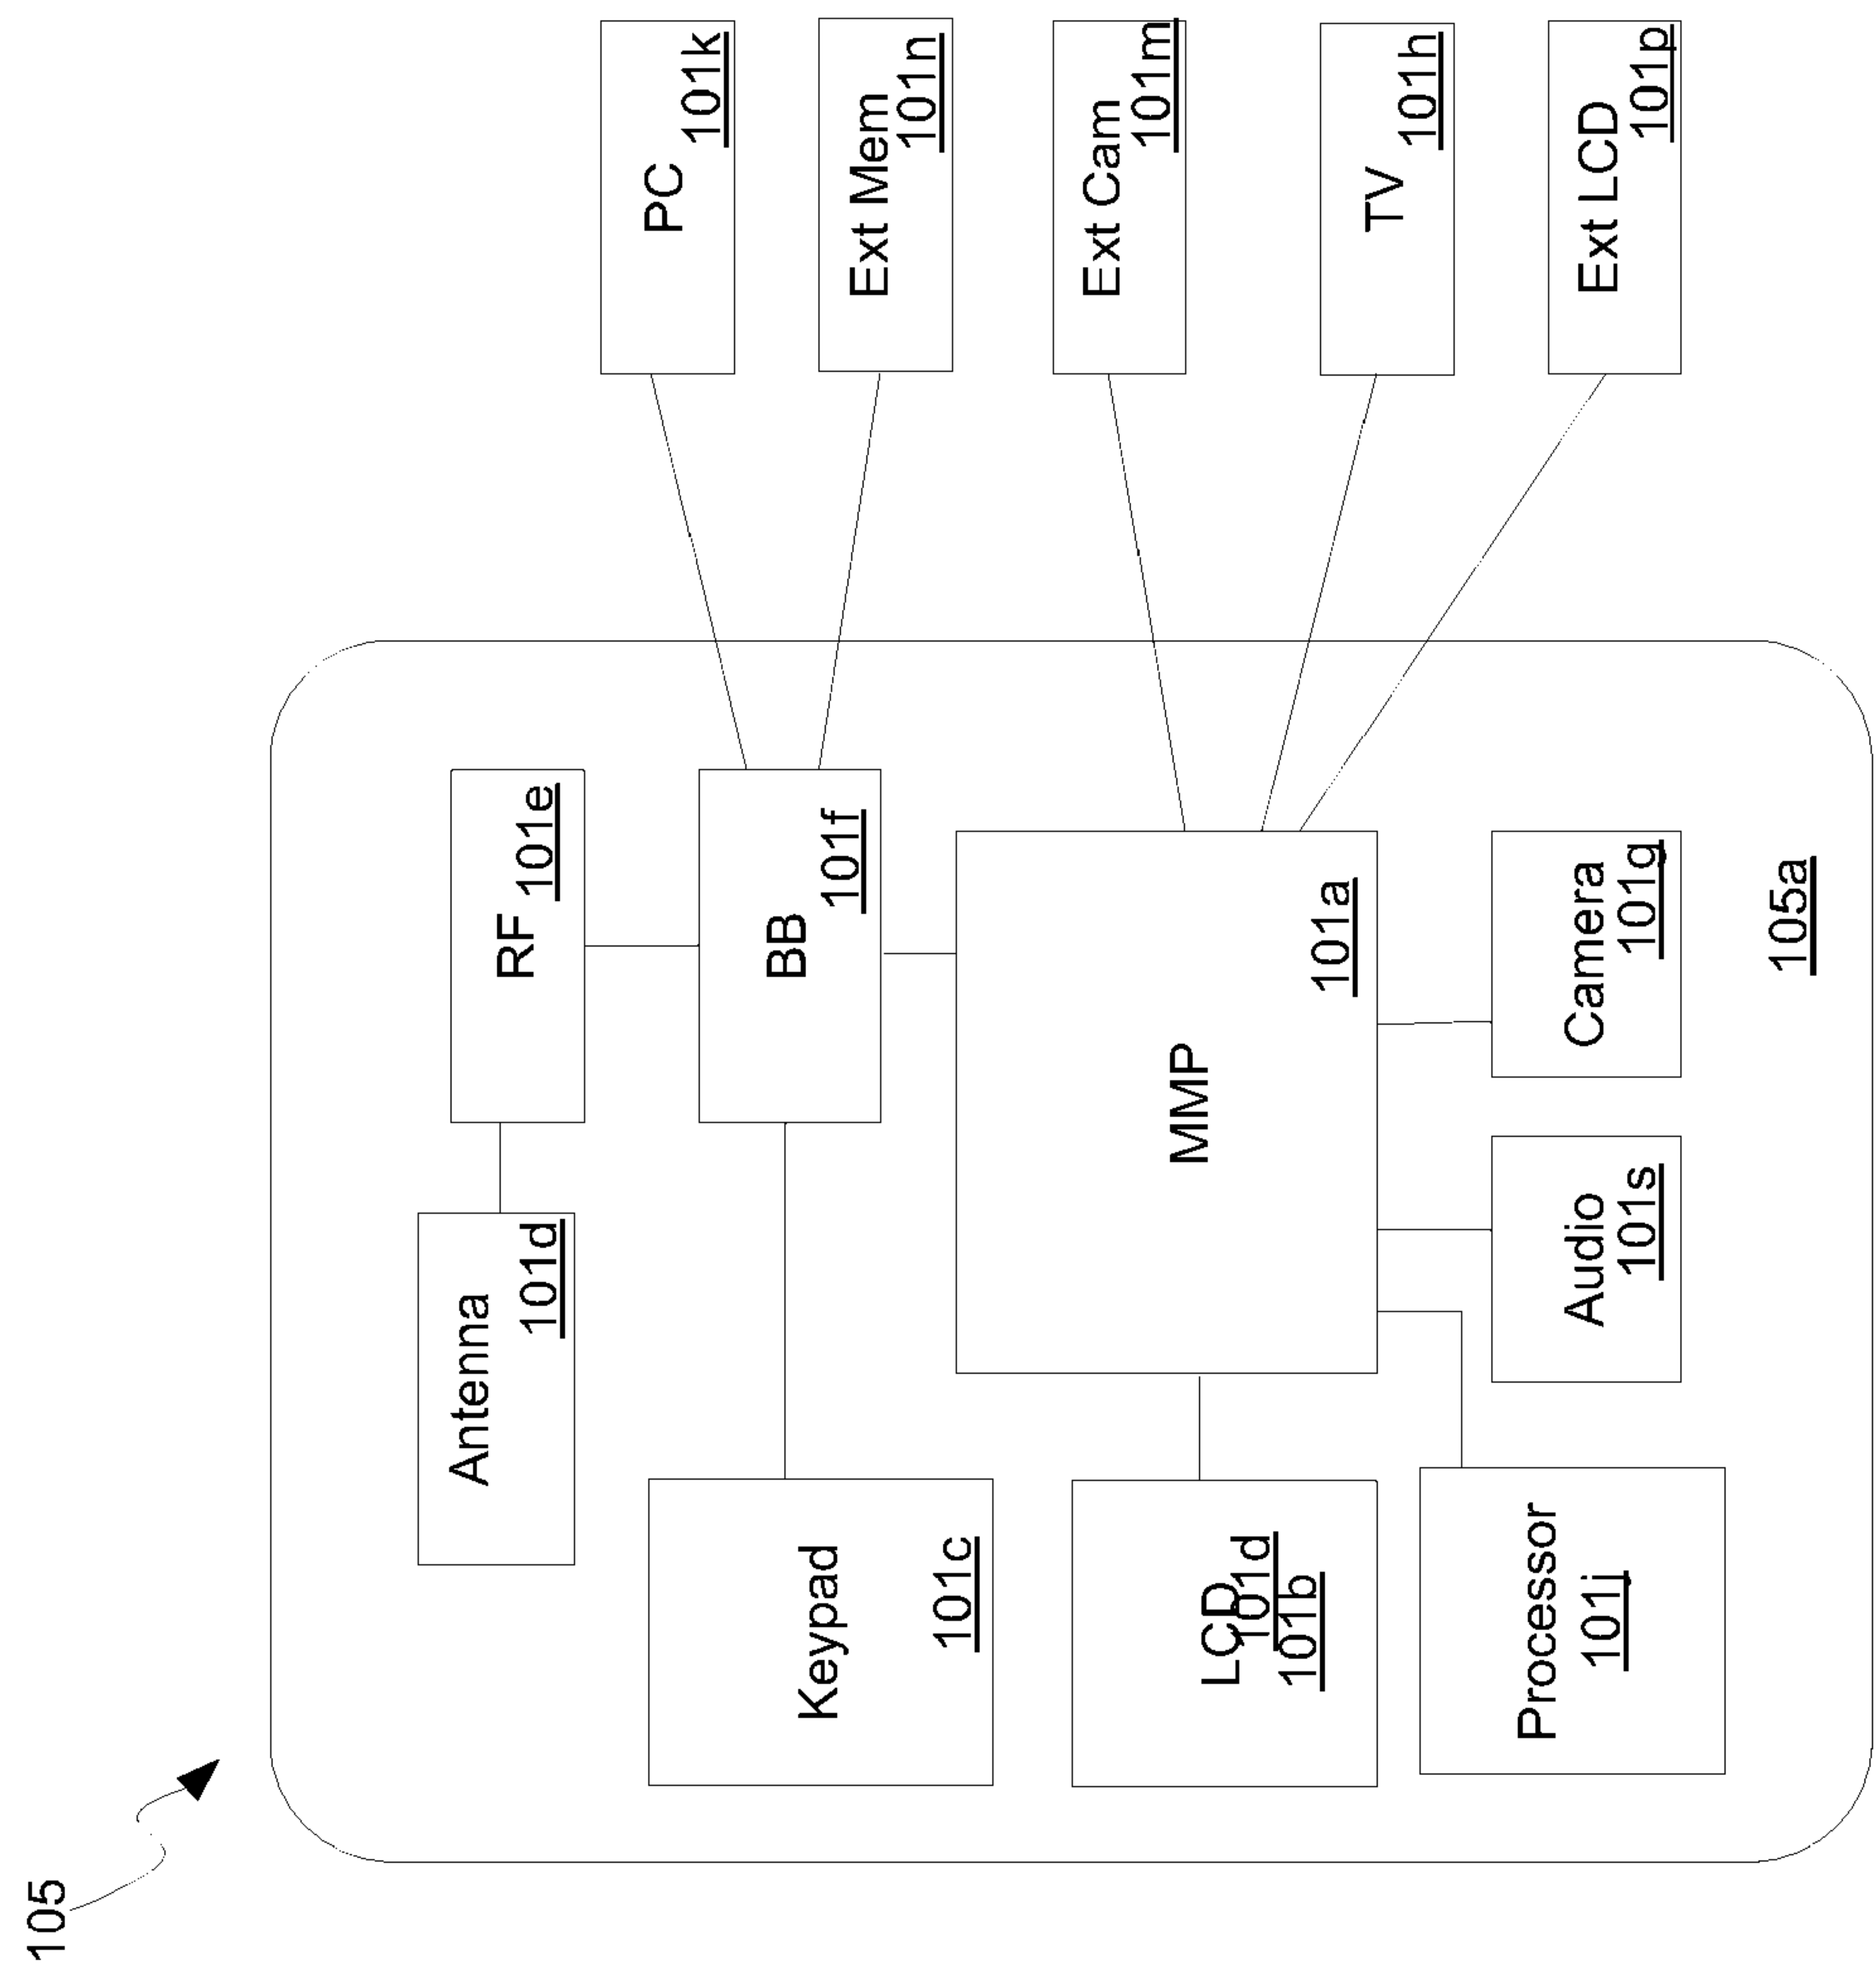 105
Antenna
101d
RF
101e
PC
101k
Keypad
101c
BB
101f
Ext Mem
101n
MMP
101a
Ext Cam
101m
LCD
101d
101b
TV
101h
Processor
101j
Audio
101s
Camera
101g
Ext LCD
101p
105a